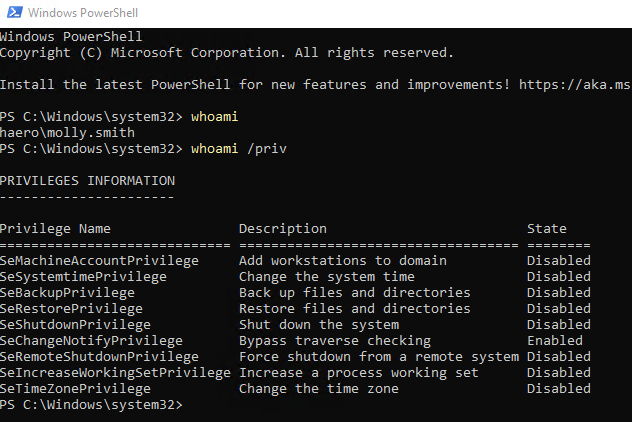 Windows PowerShell
Windows PowerShell
Copyright (C) Microsoft Corporation. All rights reserved.
Install the latest PowerShell for new features and improvements! https://aka.ms
PS C:\Windows\system32> whoami
haero\molly.smith
PS C:\Windows\system32> whoami /priv
PRIVILEGES INFORMATION
----------------------
Privilege Name                Description                         State
============================= =================================== ========
SeMachineAccountPrivilege     Add workstations to domain          Disabled
SeSystemtimePrivilege         Change the system time              Disabled
SeBackupPrivilege             Back up files and directories       Disabled
SeRestorePrivilege            Restore files and directories       Disabled
SeShutdownPrivilege           Shut down the system                Disabled
SeChangeNotifyPrivilege       Bypass traverse checking            Enabled
SeRemoteShutdownPrivilege     Force shutdown from a remote system Disabled
SeIncreaseWorkingSetPrivilege Increase a process working set      Disabled
SeTimeZonePrivilege           Change the time zone                Disabled
PS C:\Windows\system32>